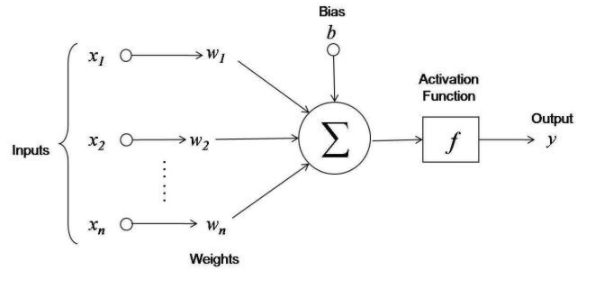 Bias
b
x₁ w₁
Activation
Function
Output
Inputs x₂ w₂ Σ f y
xₙ wₙ
Weights